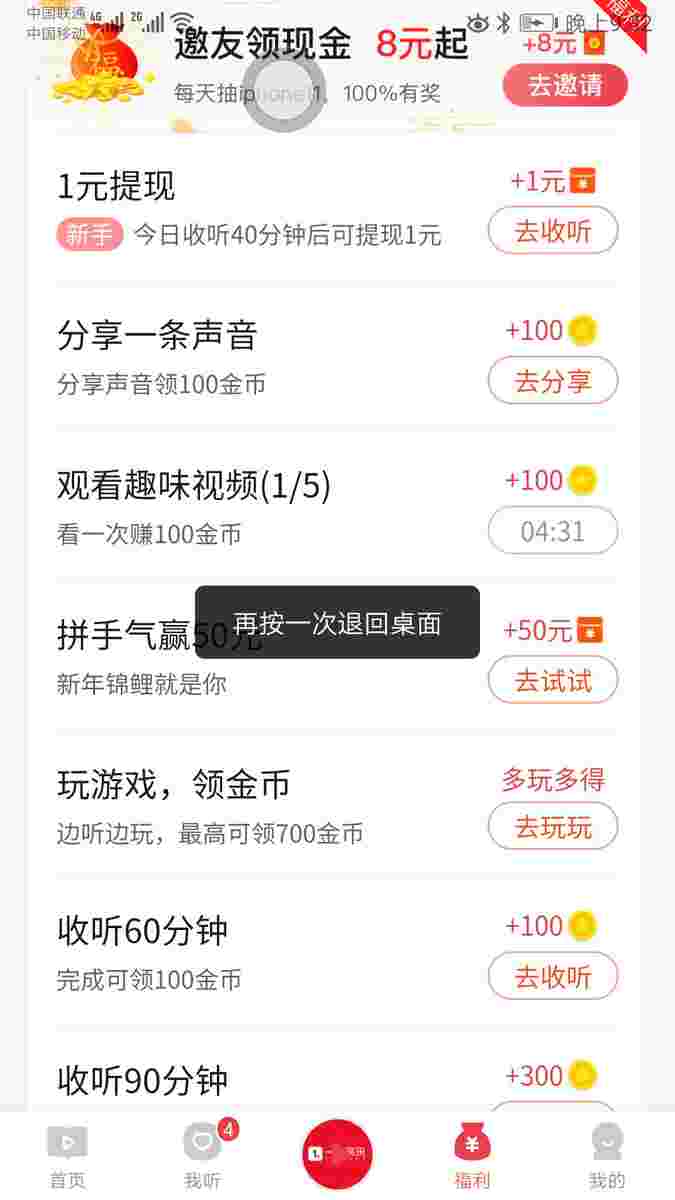 中国联通 4G 2G
中国移动
晚上9:
福利
邀友领现金 8元起
+8元
每天抽iphone11, 100%有奖
去邀请
1元提现
+1元
新手 今日收听40分钟后可提现1元
去收听
分享一条声音
+100
分享声音领100金币
去分享
观看趣味视频(1/5)
+100
看一次赚100金币
04:31
再按一次退回桌面
拼手气赢50元
+50元
新年锦鲤就是你
去试试
玩游戏，领金币
多玩多得
边听边玩，最高可领700金币
去玩玩
收听60分钟
+100
完成可领100金币
去收听
收听90分钟
+300
4
首页
我听
福利
我的